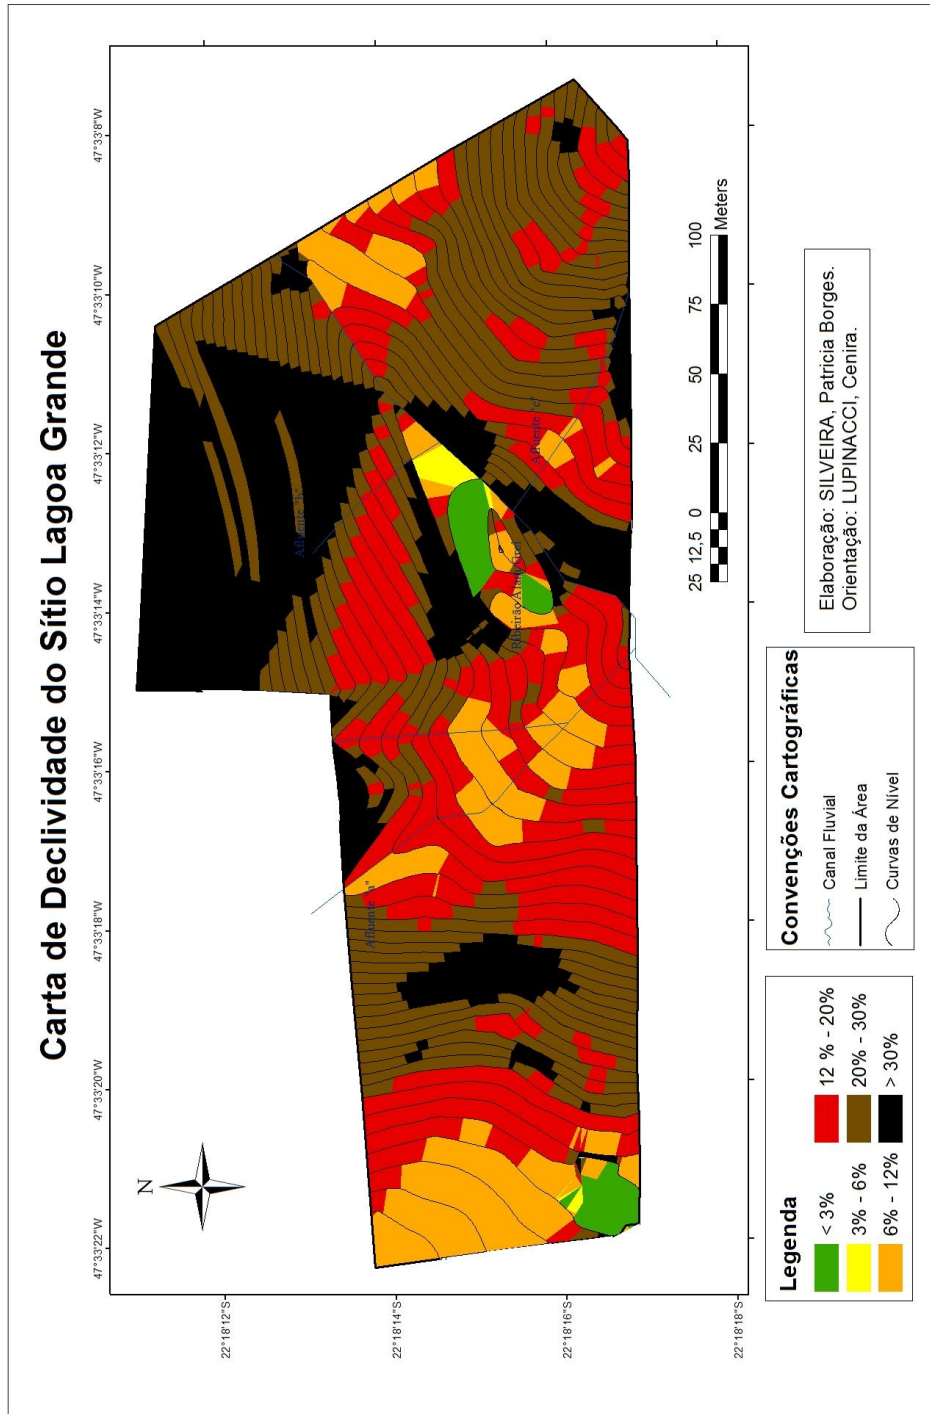 Carta de Declividade do Sítio Lagoa Grande
N
47°33'22"W
47°33'20"W
47°33'18"W
47°33'16"W
47°33'14"W
47°33'12"W
47°33'10"W
47°33'8"W
22°18'12"S
22°18'14"S
22°18'16"S
22°18'18"S
Afluente "a"
Afluente "b"
Afluente "c"
Ribeirão
25 12,5 0 25 50 75 100
Meters
Legenda
< 3%
3% - 6%
6% - 12%
12 % - 20%
20% - 30%
> 30%
Convenções Cartográficas
Canal Fluvial
Limite da Área
Curvas de Nível
Elaboração: SILVEIRA, Patricia Borges.
Orientação: LUPINACCI, Cenira.